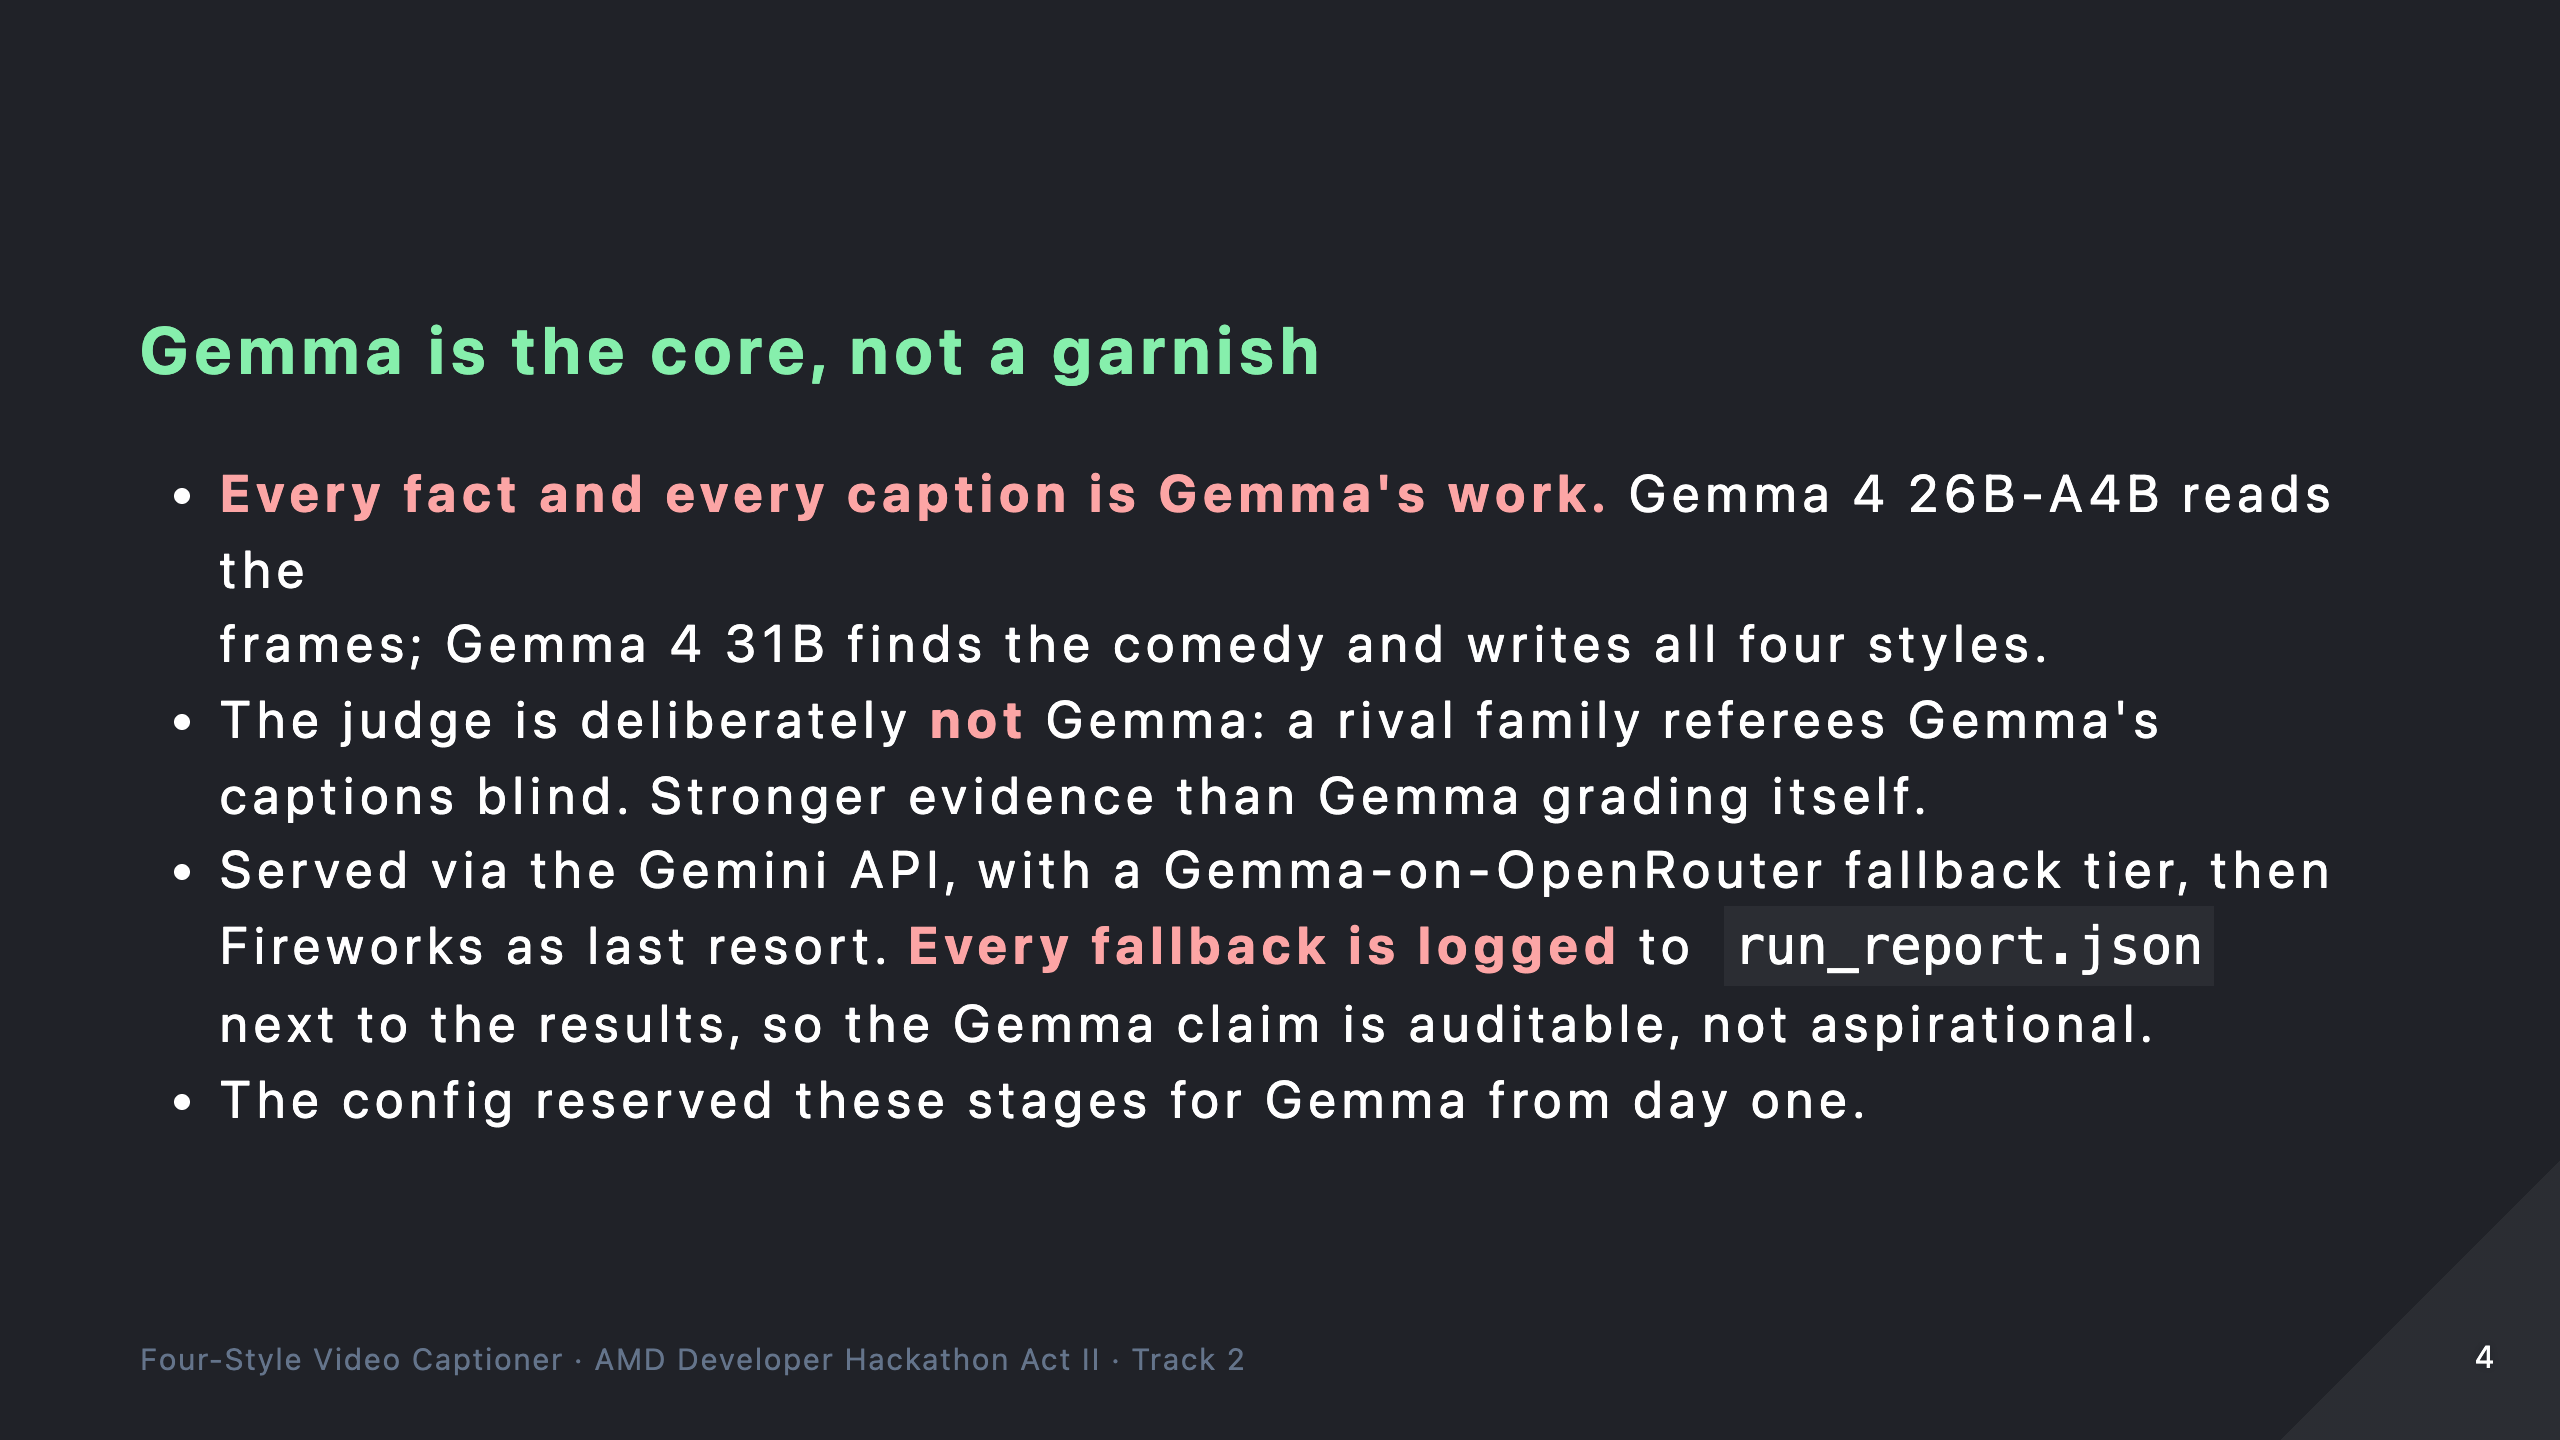 Gemma is the core, not a garnish
• Every fact and every caption is Gemma's work. Gemma 4 26B-A4B reads
the
frames; Gemma 4 31B finds the comedy and writes all four styles.
• The judge is deliberately not Gemma: a rival family referees Gemma's
captions blind. Stronger evidence than Gemma grading itself.
• Served via the Gemini API, with a Gemma-on-OpenRouter fallback tier, then
Fireworks as last resort. Every fallback is logged to run_report.json
next to the results, so the Gemma claim is auditable, not aspirational.
• The config reserved these stages for Gemma from day one.
Four-Style Video Captioner · AMD Developer Hackathon Act II · Track 2
4